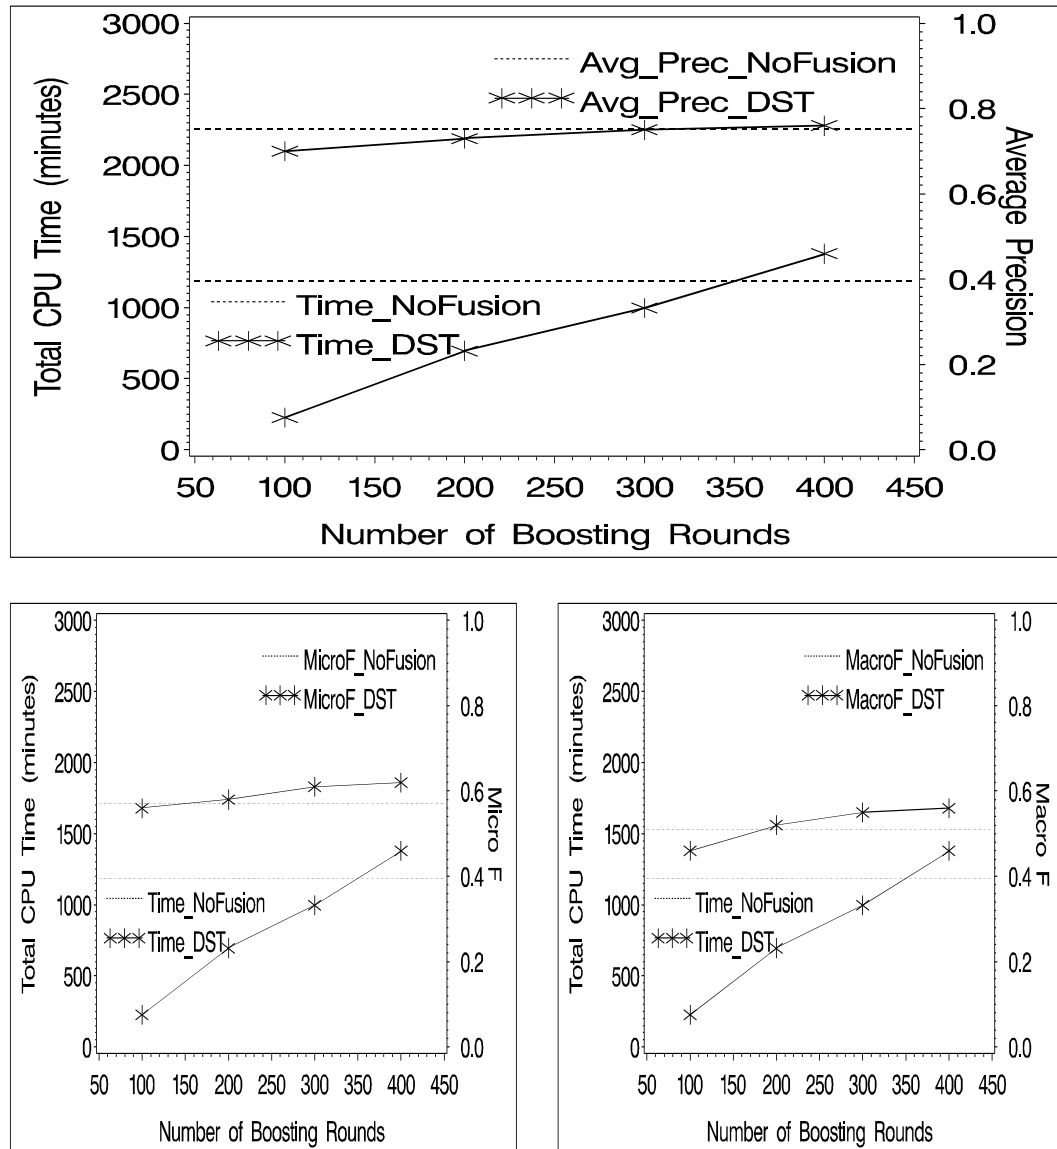 3000
2500
2000
1500
1000
500
0
Total CPU Time (minutes)
1.0
0.8
0.6
0.4
0.2
0.0
Average Precision
Avg_Prec_NoFusion
Avg_Prec_DST
Time_NoFusion
Time_DST
50 100 150 200 250 300 350 400 450
Number of Boosting Rounds
3000
2500
2000
1500
1000
500
0
Total CPU Time (minutes)
1.0
0.8
0.6
0.4
0.2
0.0
Micro F
MicroF_NoFusion
MicroF_DST
Time_NoFusion
Time_DST
50 100 150 200 250 300 350 400 450
Number of Boosting Rounds
3000
2500
2000
1500
1000
500
0
Total CPU Time (minutes)
1.0
0.8
0.6
0.4
0.2
0.0
Macro F
MacroF_NoFusion
MacroF_DST
Time_NoFusion
Time_DST
50 100 150 200 250 300 350 400 450
Number of Boosting Rounds